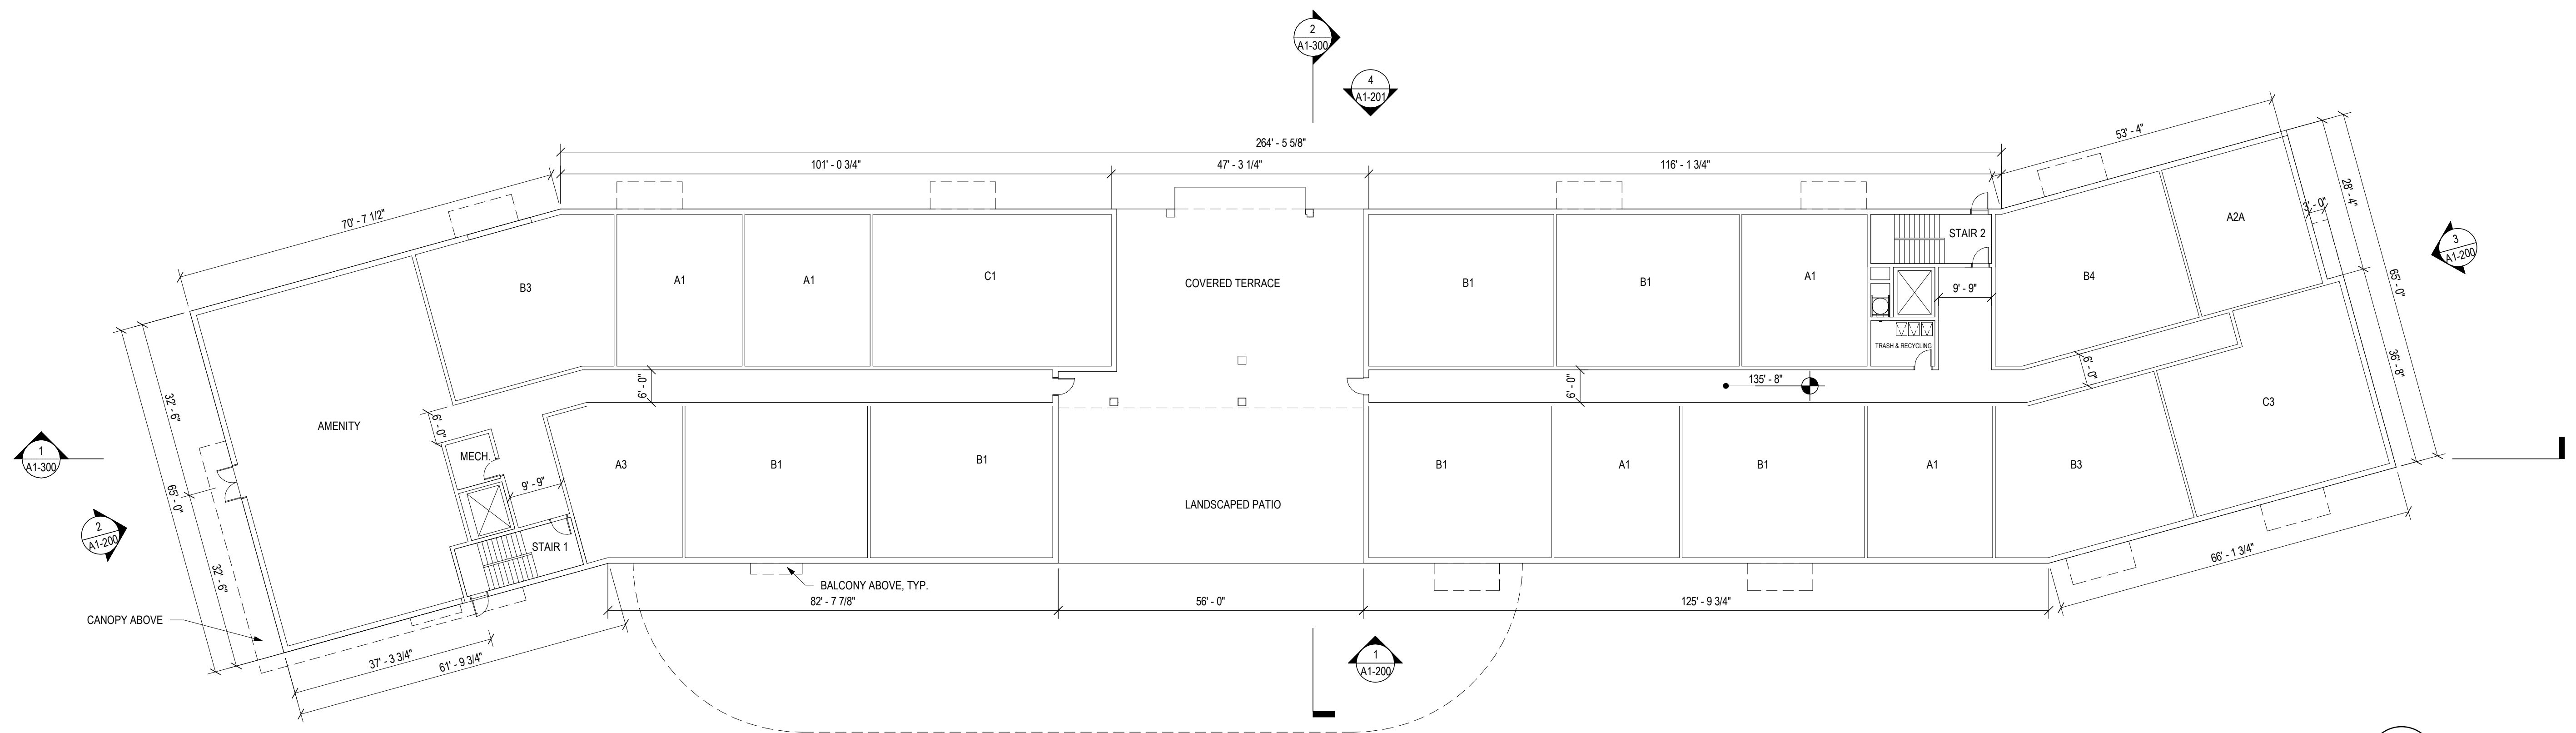 2
A1-300
4
A1-201
264' - 5 5/8"
101' - 0 3/4"
47' - 3 1/4"
116' - 1 3/4"
53' - 4"
70' - 7 1/2"
28' - 4"
3' - 0"
65' - 0"
36' - 8"
3
A1-200
B3
A1
A1
C1
COVERED TERRACE
B1
B1
A1
STAIR 2
9' - 9"
TRASH & RECYCLING
B4
A2A
6' - 0"
6' - 0"
135' - 8"
6' - 0"
C3
32' - 6"
AMENITY
6' - 0"
1
A1-300
MECH.
9' - 9"
A3
B1
B1
B1
A1
B1
A1
B3
65' - 0"
2
A1-200
LANDSCAPED PATIO
STAIR 1
32' - 6"
BALCONY ABOVE, TYP.
82' - 7 7/8"
56' - 0"
125' - 9 3/4"
66' - 1 3/4"
CANOPY ABOVE
37' - 3 3/4"
61' - 9 3/4"
1
A1-200